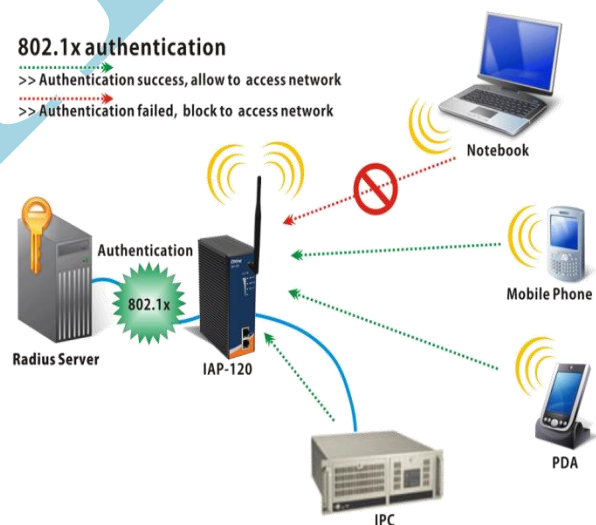 802.1x authentication
>> Authentication success, allow to access network
>> Authentication failed, block to access network
Notebook
Authentication
802.1x
Mobile Phone
Radius Server
IAP-120
PDA
IPC